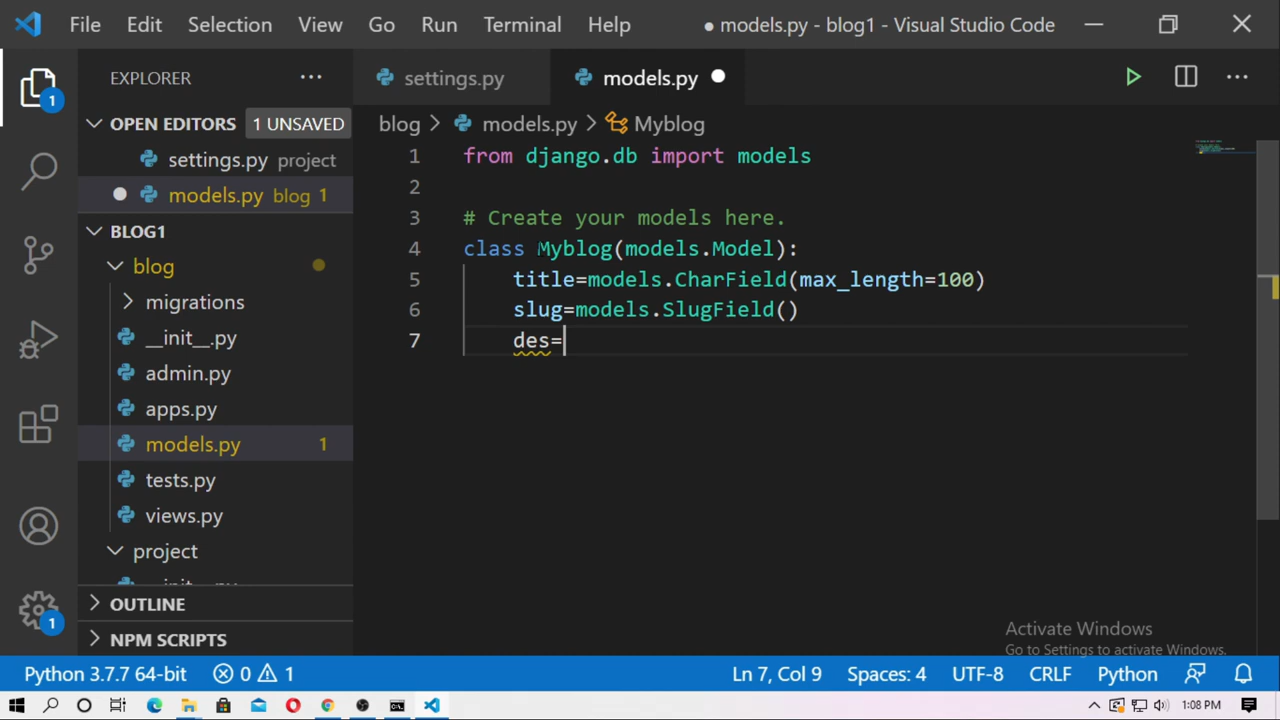 File Edit Selection View Go Run Terminal Help ● models.py - blog1 - Visual Studio Code
EXPLORER ... settings.py models.py
OPEN EDITORS 1 UNSAVED
settings.py project
models.py blog 1
BLOG1
blog
migrations
__init__.py
admin.py
apps.py
models.py 1
tests.py
views.py
project
__init__.py
OUTLINE
NPM SCRIPTS
1
1
blog > models.py > Myblog
1 from django.db import models
2
3 # Create your models here.
4 class Myblog(models.Model):
5 title=models.CharField(max_length=100)
6 slug=models.SlugField()
7 des=
Activate Windows
Go to Settings to activate Windows.
Python 3.7.7 64-bit 0 1 Ln 7, Col 9 Spaces: 4 UTF-8 CRLF Python
1:08 PM